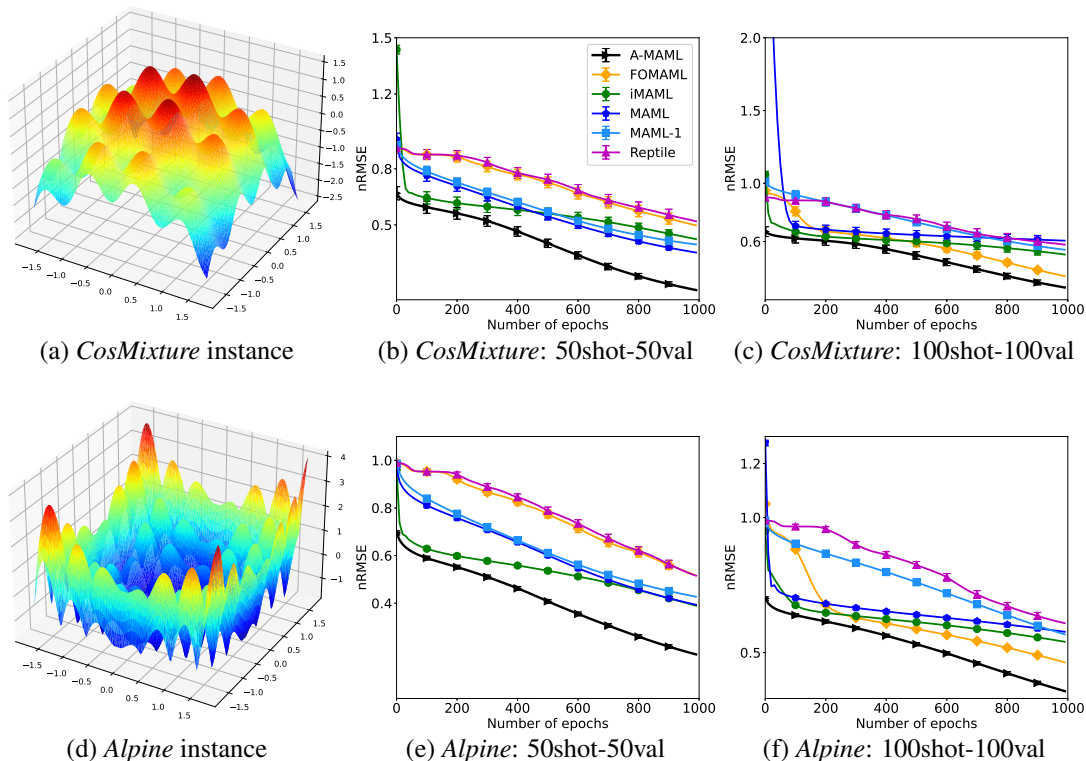 1.5
1.0
0.5
0.0
−0.5
−1.0
−1.5
−2.0
−2.5
−1.5
−1.0
−0.5
0.0
0.5
1.0
1.5
−1.5
−1.0
−0.5
0.0
0.5
1.0
1.5
(a) CosMixture instance
1.5
1.2
0.8
0.5
nRMSE
A-MAML
FOMAML
iMAML
MAML
MAML-1
Reptile
0 200 400 600 800 1000
Number of epochs
(b) CosMixture: 50shot-50val
2.0
1.0
0.6
nRMSE
0 200 400 600 800 1000
Number of epochs
(c) CosMixture: 100shot-100val
4
3
2
1
0
−1
−1.5
−1.0
−0.5
0.0
0.5
1.0
1.5
−1.5
−1.0
−0.5
0.0
0.5
1.0
1.5
(d) Alpine instance
1.0
0.8
0.6
0.4
nRMSE
0 200 400 600 800 1000
Number of epochs
(e) Alpine: 50shot-50val
1.2
1.0
0.5
nRMSE
0 200 400 600 800 1000
Number of epochs
(f) Alpine: 100shot-100val